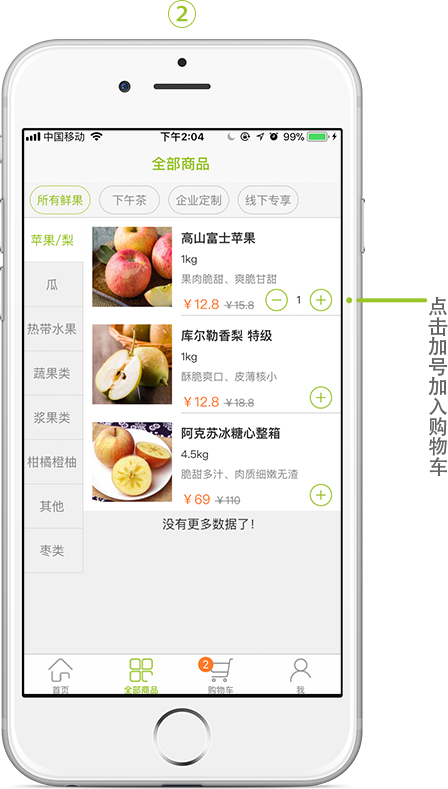 ②
中国移动 下午2:04 99%
全部商品
所有鲜果 下午茶 企业定制 线下专享
苹果/梨
瓜
热带水果
蔬果类
浆果类
柑橘橙柚
其他
枣类
高山富士苹果
1kg
果肉脆甜、爽脆甘甜
￥12.8 ￥15.8
1
库尔勒香梨 特级
1kg
酥脆爽口、皮薄核小
￥12.8 ￥18.8
阿克苏冰糖心整箱
4.5kg
脆甜多汁、肉质细嫩无渣
￥69 ￥110
没有更多数据了！
2
首页 全部商品 购物车 我
点击加号加入购物车